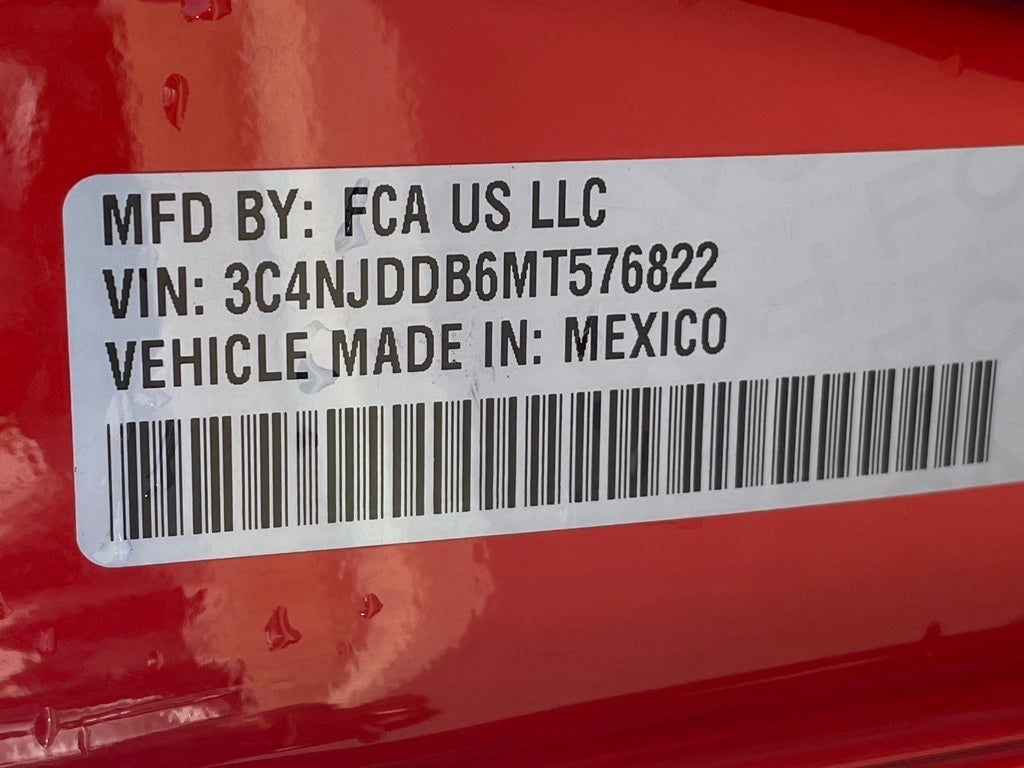 MFD BY: FCA US LLC
VIN: 3C4NJDDB6MT576822
VEHICLE MADE IN: MEXICO